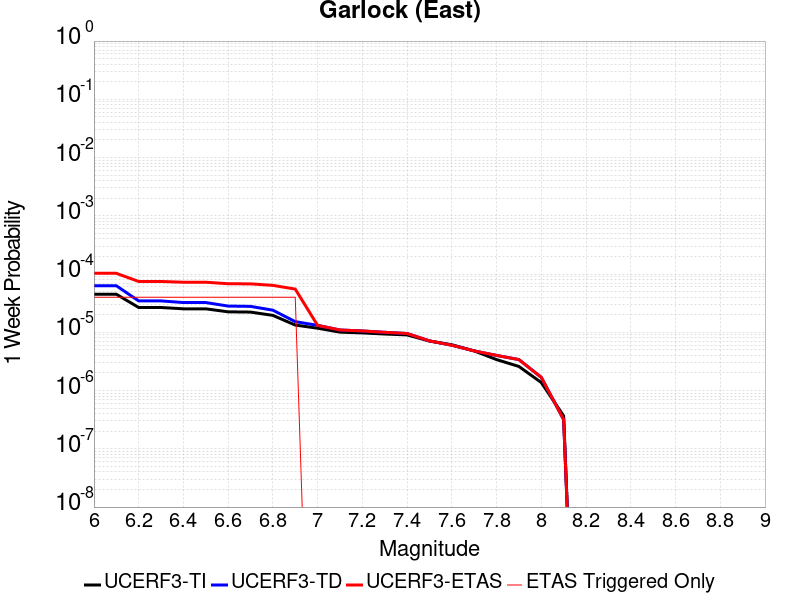 Garlock (East)
1 Week Probability
10 0
10 -1
10 -2
10 -3
10 -4
10 -5
10 -6
10 -7
10 -8
6 6.2 6.4 6.6 6.8 7 7.2 7.4 7.6 7.8 8 8.2 8.4 8.6 8.8 9
Magnitude
UCERF3-TI UCERF3-TD UCERF3-ETAS ETAS Triggered Only